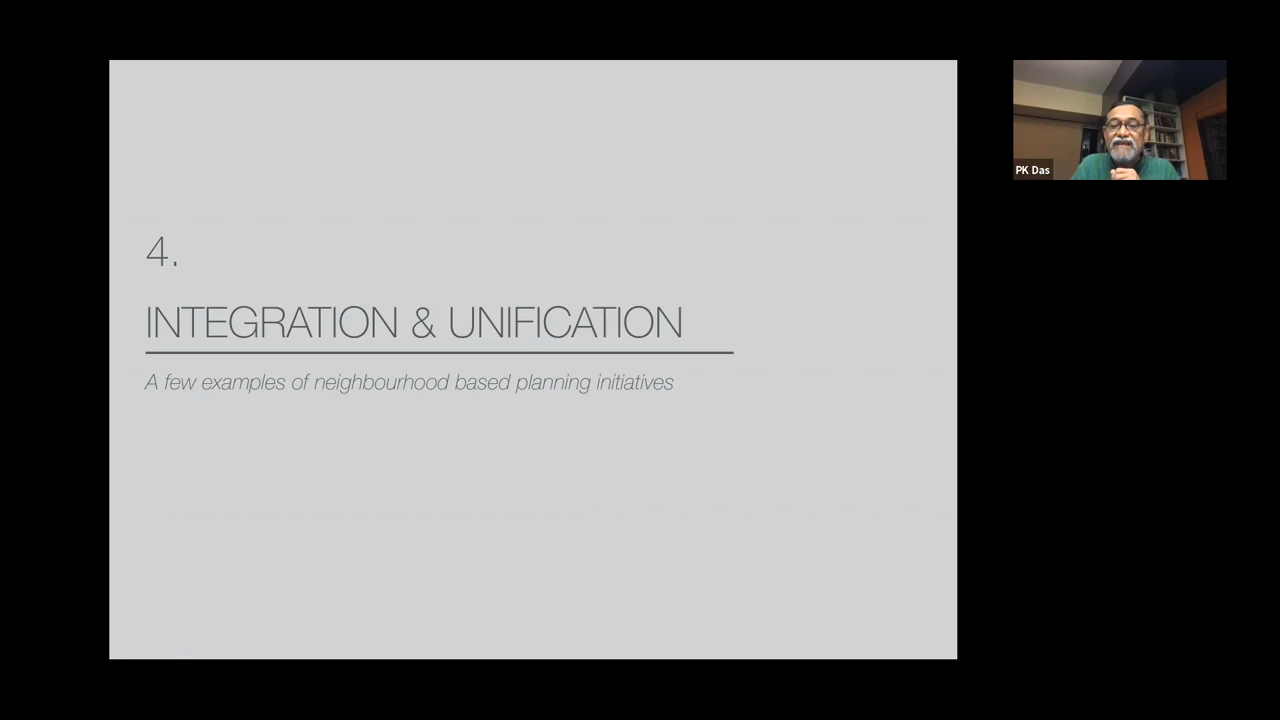 4.
INTEGRATION & UNIFICATION
A few examples of neighbourhood based planning initiatives
PK Das